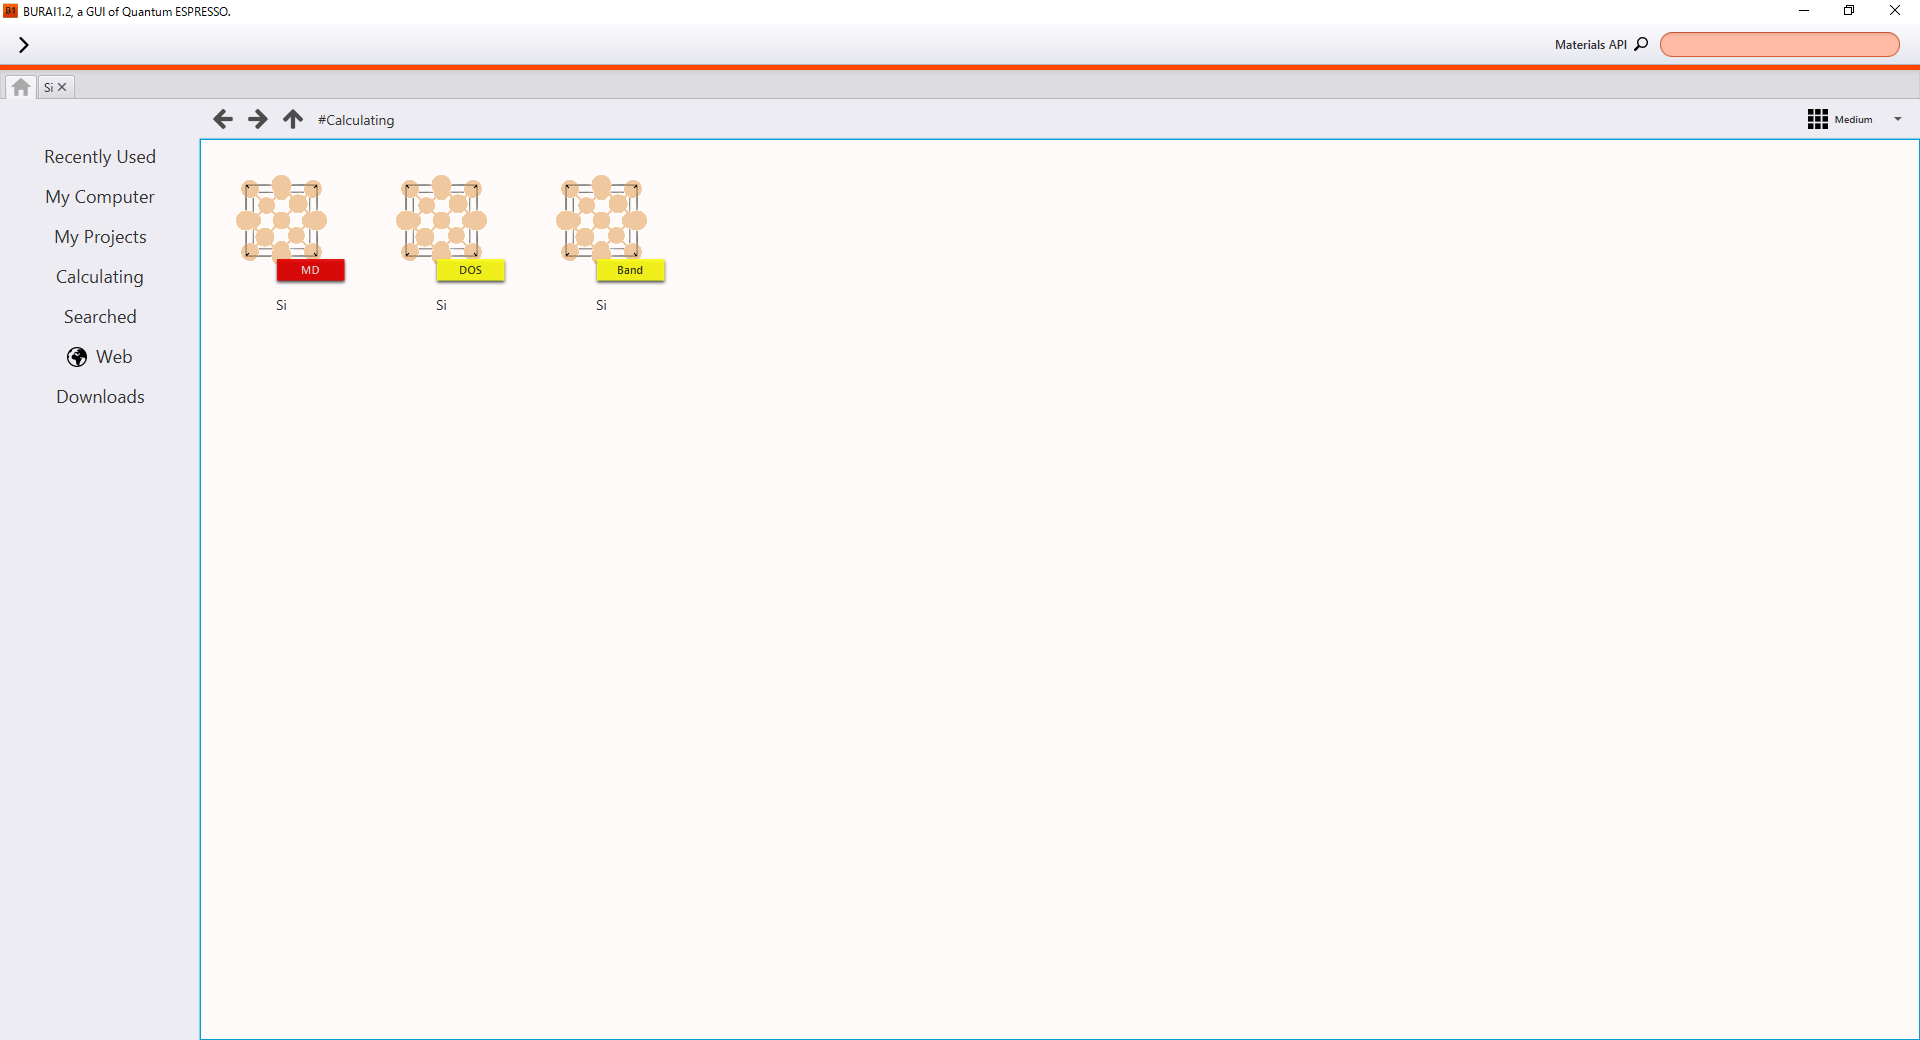 B1 BURAI1.2, a GUI of Quantum ESPRESSO.
Materials API
Si
#Calculating
Medium
Recently Used
My Computer
My Projects
Calculating
Searched
Web
Downloads
MD
DOS
Band
Si
Si
Si